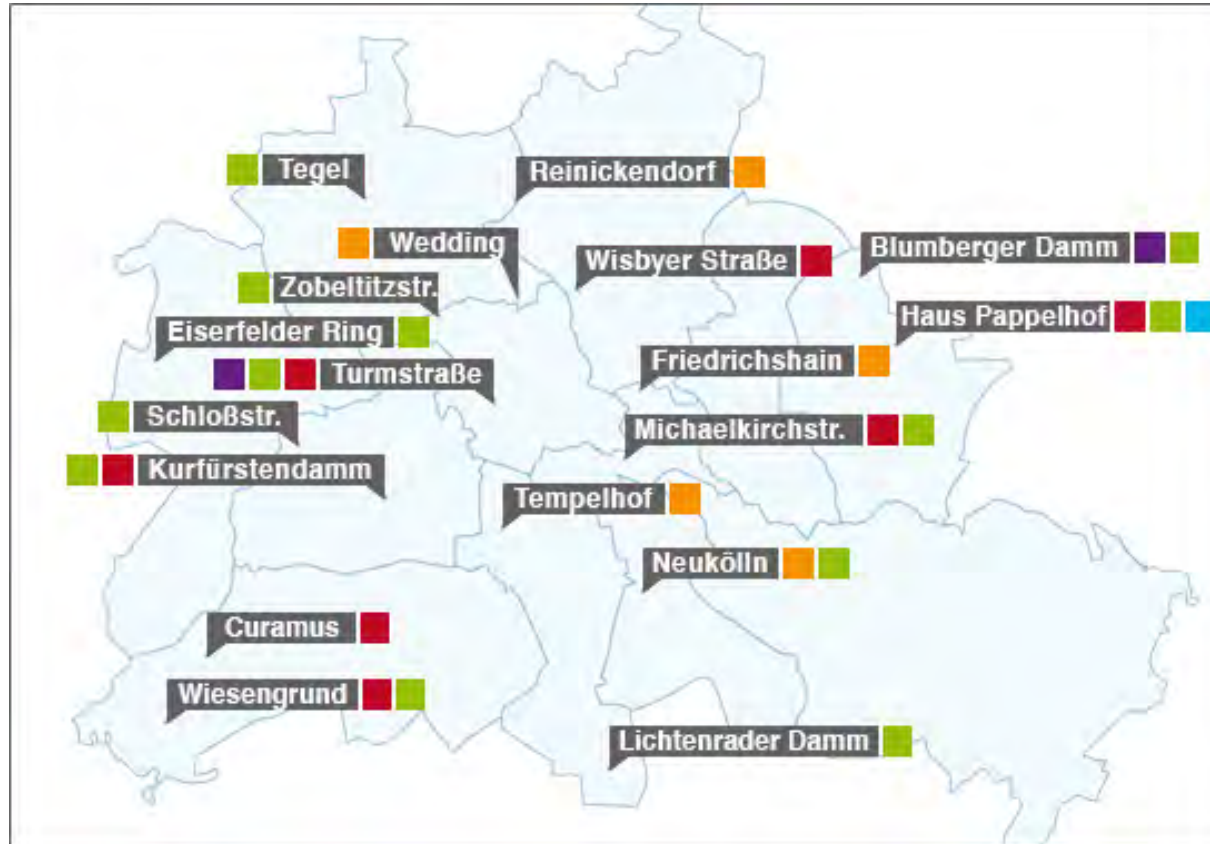 Tegel
Reinickendorf
Wedding
Wisbyer Straße
Blumberger Damm
Zobeltitzstr.
Haus Pappelhof
Eiserfelder Ring
Friedrichshain
Turmstraße
Schloßstr.
Michaelkirchstr.
Kurfürstendamm
Tempelhof
Neukölln
Curamus
Wiesengrund
Lichtenrader Damm